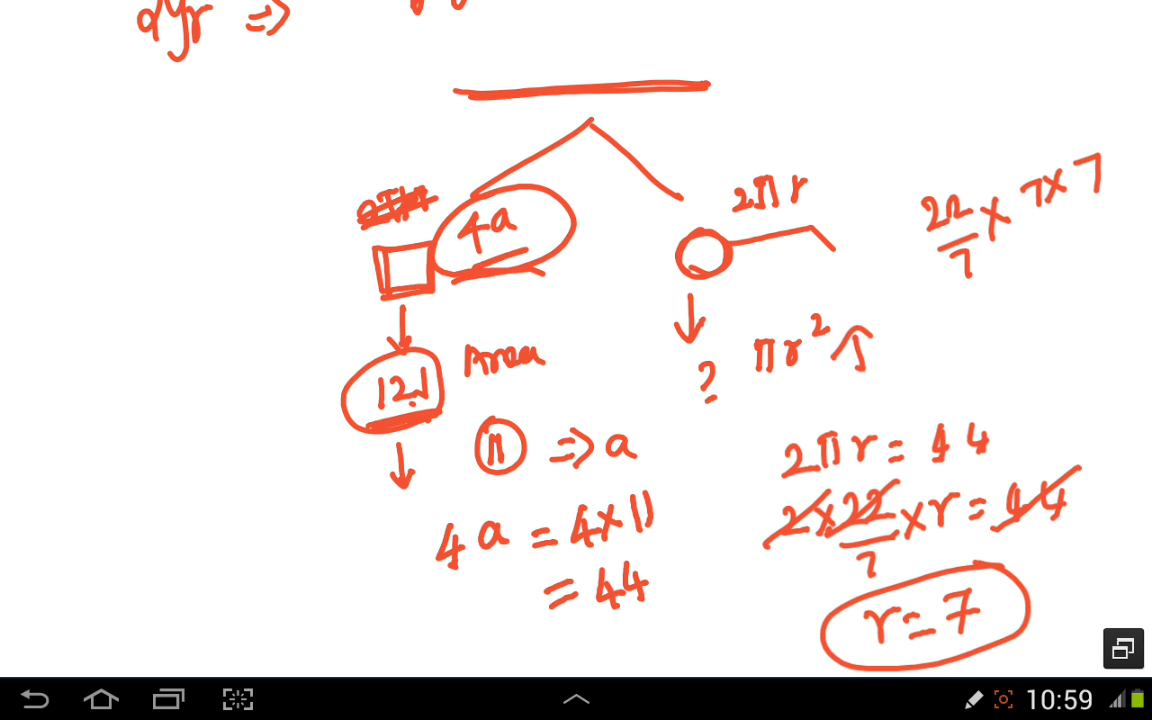 2πr =>
4a
2πr
22/7 × 7 × 7
121
Area
?
πr² ↑
11 => a
2πr = 44
4a = 4×11
2×22/7 × r = 44
= 44
r = 7
10:59